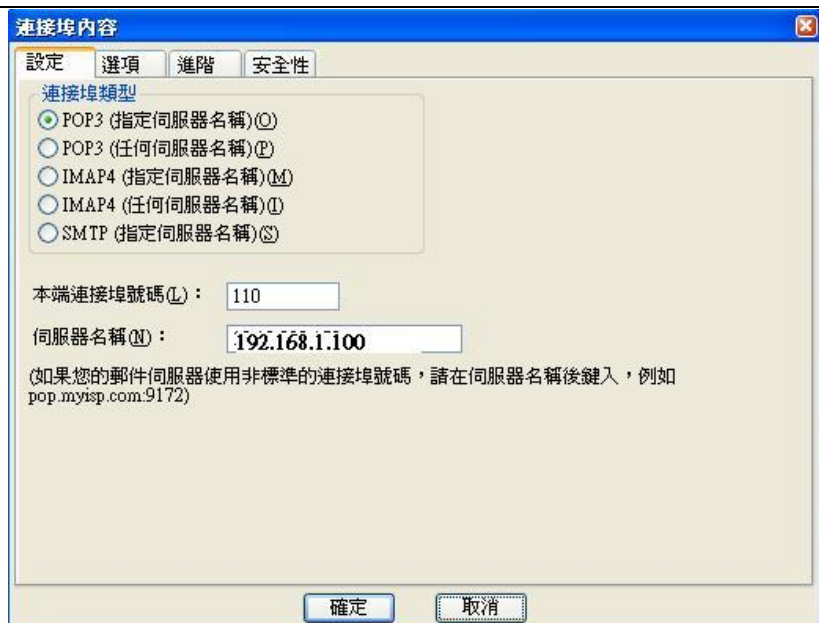 連接埠內容
設定 選項 進階 安全性
連接埠類型
POP3 (指定伺服器名稱)(O)
POP3 (任何伺服器名稱)(P)
IMAP4 (指定伺服器名稱)(M)
IMAP4 (任何伺服器名稱)(I)
SMTP (指定伺服器名稱)(S)
本端連接埠號碼(L)： 110
伺服器名稱(N)： 192.168.1.100
(如果您的郵件伺服器使用非標準的連接埠號碼，請在伺服器名稱後鍵入，例如
pop.myisp.com:9172)
確定 取消